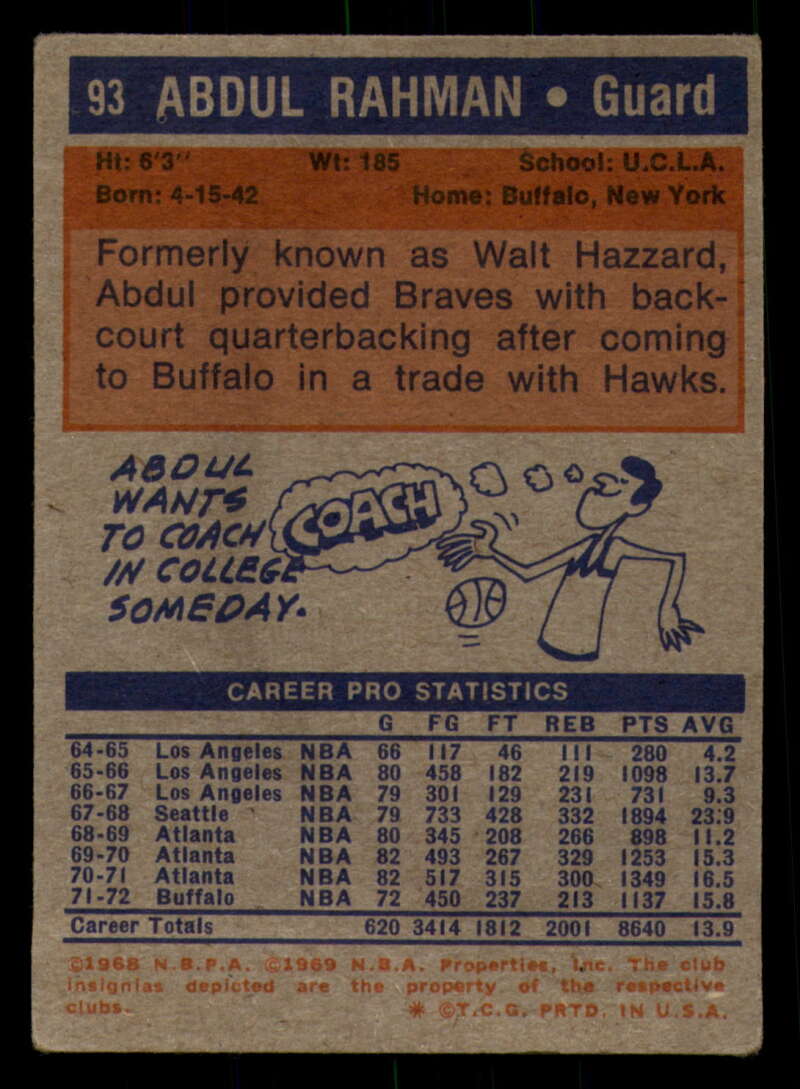 93 ABDUL RAHMAN • Guard
Ht: 6'3" Wt: 185 School: U.C.L.A.
Born: 4-15-42 Home: Buffalo, New York
Formerly known as Walt Hazzard,
Abdul provided Braves with back-
court quarterbacking after coming
to Buffalo in a trade with Hawks.
ABDUL
WANTS
TO COACH
IN COLLEGE
SOMEDAY.
COACH
CAREER PRO STATISTICS
G FG FT REB PTS AVG
64-65 Los Angeles NBA 66 117 46 111 280 4.2
65-66 Los Angeles NBA 80 458 182 219 1098 13.7
66-67 Los Angeles NBA 79 301 129 231 731 9.3
67-68 Seattle NBA 79 733 428 332 1894 23.9
68-69 Atlanta NBA 80 345 208 266 898 11.2
69-70 Atlanta NBA 82 493 267 329 1253 15.3
70-71 Atlanta NBA 82 517 315 300 1349 16.5
71-72 Buffalo NBA 72 450 237 213 1137 15.8
Career Totals 620 3414 1812 2001 8640 13.9
©1968 N.B.P.A. ©1969 N.B.A. Properties, Inc. The club
insignias depicted are the property of the respective
clubs. * ©T.C.G. PRTD. IN U.S.A.